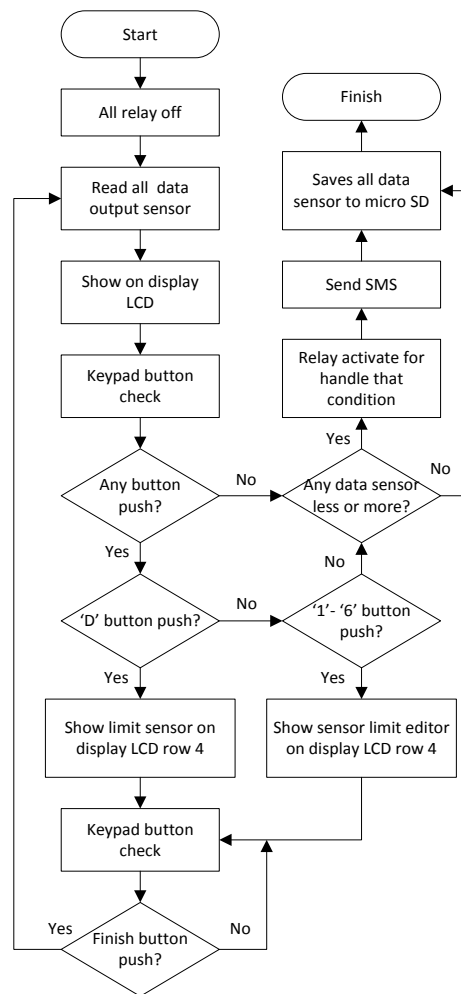 Start
All relay off
Read all data
output sensor
Show on display
LCD
Keypad button
check
Any button
push?
No
Yes
‘D’ button push?
No
Yes
Show limit sensor on
display LCD row 4
Keypad button
check
Finish button
push?
Yes
No
Finish
Saves all data
sensor to micro SD
Send SMS
Relay activate for
handle that
condition
Yes
Any data sensor
less or more?
No
No
‘1’- ‘6’ button
push?
Yes
Show sensor limit editor
on display LCD row 4